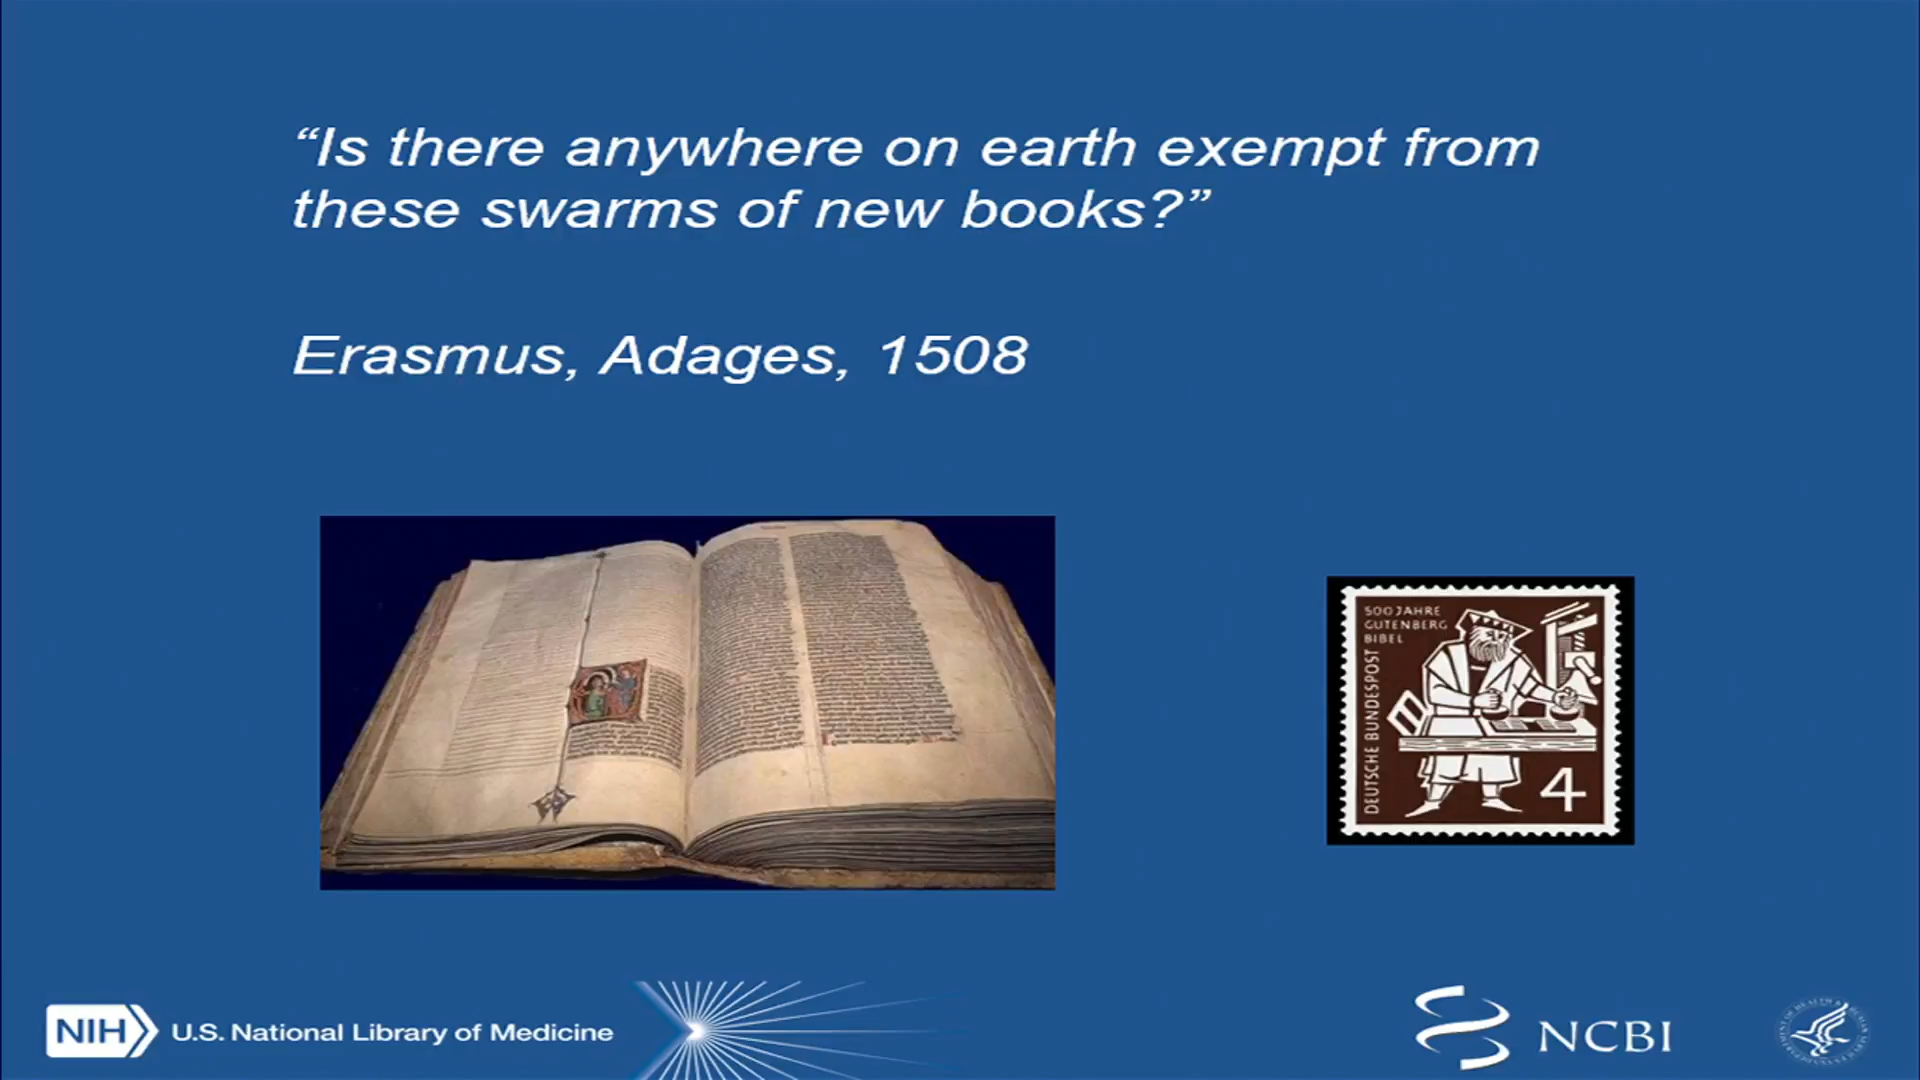 “Is there anywhere on earth exempt from
these swarms of new books?”
Erasmus, Adages, 1508
500 JAHRE
GUTENBERG
BIBEL
DEUTSCHE BUNDESPOST
4
NIH
U.S. National Library of Medicine
NCBI